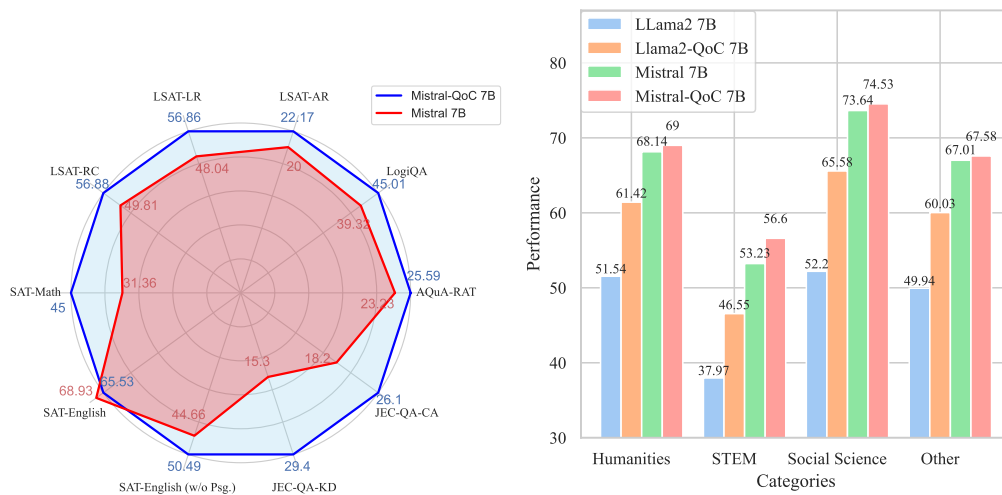 LSAT-LR
56.86
LSAT-AR
22.17
Mistral-QoC 7B
Mistral 7B
LSAT-RC
56.88
48.04
20
LogiQA
45.01
49.81
39.32
SAT-Math
45
31.36
25.59
AQuA-RAT
23.23
15.3
18.2
68.93
65.53
SAT-English
44.66
26.1
JEC-QA-CA
50.49
29.4
SAT-English (w/o Psg.)
JEC-QA-KD
LLama2 7B
Llama2-QoC 7B
Mistral 7B
Mistral-QoC 7B
Performance
80
70
60
50
40
30
51.54
61.42
68.14
69
37.97
46.55
53.23
56.6
52.2
65.58
73.64
74.53
49.94
60.03
67.01
67.58
Humanities
STEM
Social Science
Other
Categories